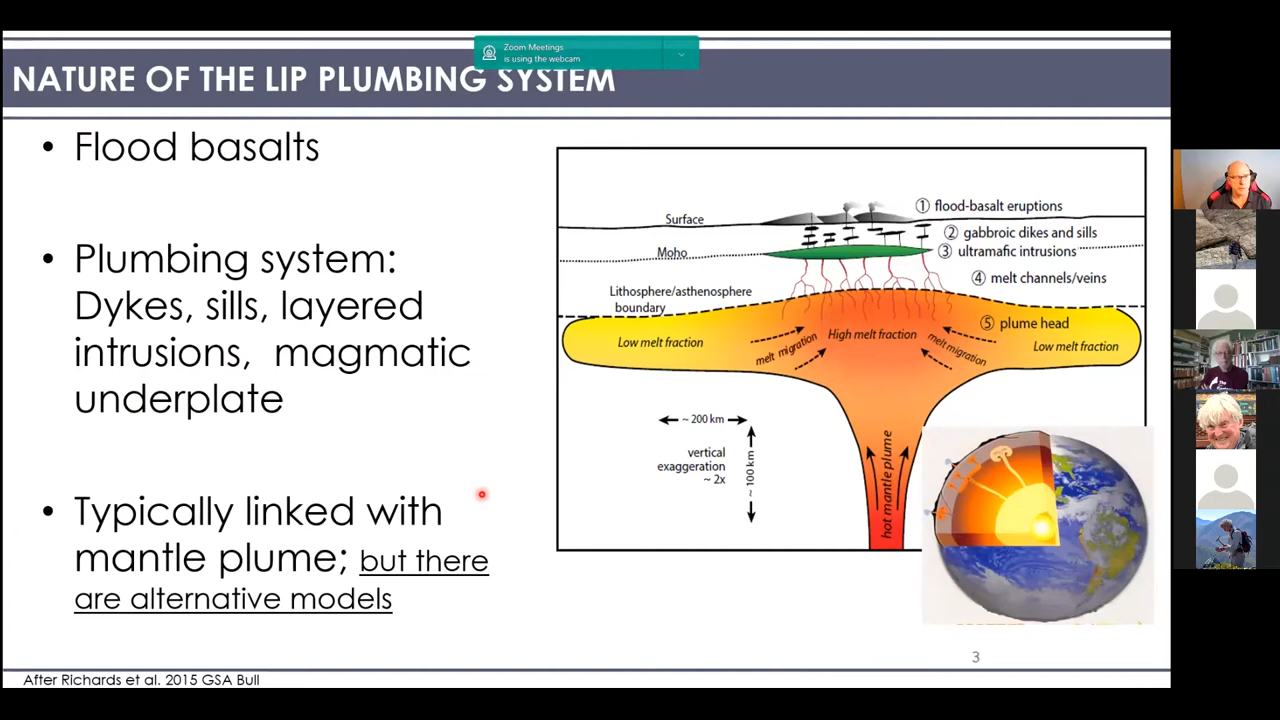 Zoom Meetings
is using the webcam
NATURE OF THE LIP PLUMBING SYSTEM
• Flood basalts
• Plumbing system:
Dykes, sills, layered
intrusions, magmatic
underplate
• Typically linked with
mantle plume; but there
are alternative models
Surface
① flood-basalt eruptions
② gabbroic dikes and sills
Moho
③ ultramafic intrusions
④ melt channels/veins
Lithosphere/asthenosphere
boundary
⑤ plume head
Low melt fraction
melt migration
High melt fraction
melt migration
Low melt fraction
~ 200 km
vertical
exaggeration
~ 2x
~ 100 km
hot mantle plume
3
After Richards et al. 2015 GSA Bull